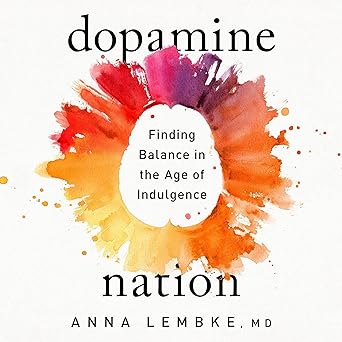 dopamine
nation
Finding
Balance in
the Age of
Indulgence
ANNA LEMBKE, MD